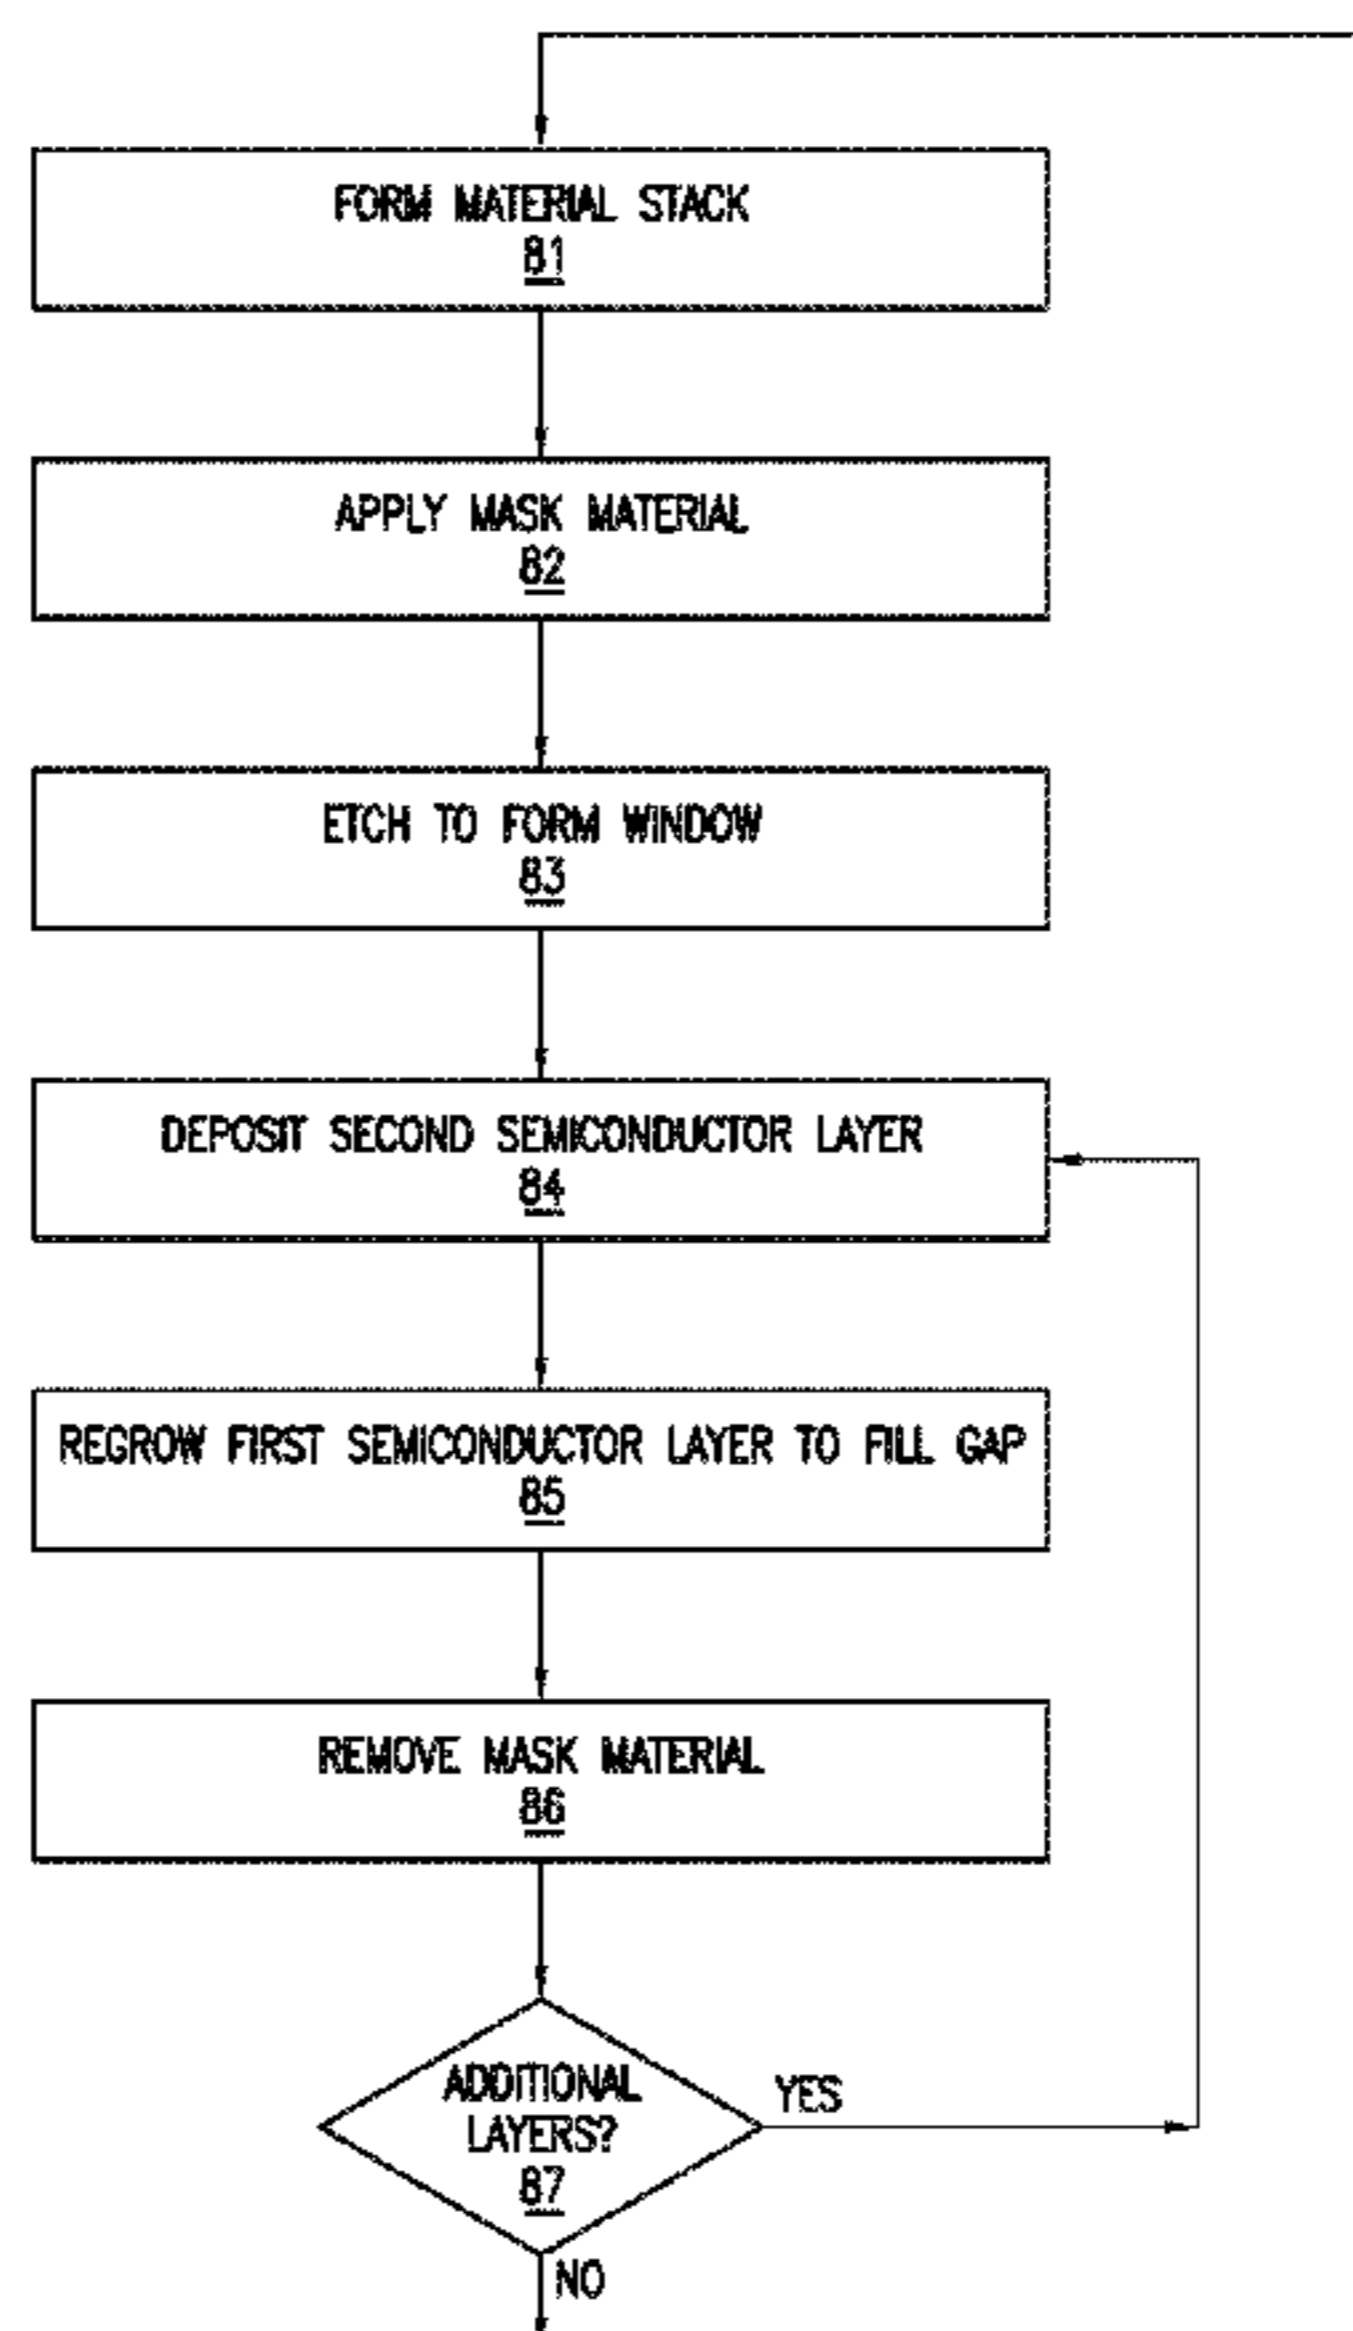 FORM MATERIAL STACK
81
APPLY MASK MATERIAL
82
ETCH TO FORM WINDOW
83
DEPOSIT SECOND SEMICONDUCTOR LAYER
84
REGROW FIRST SEMICONDUCTOR LAYER TO FILL GAP
85
REMOVE MASK MATERIAL
86
ADDITIONAL
LAYERS?
87
YES
NO